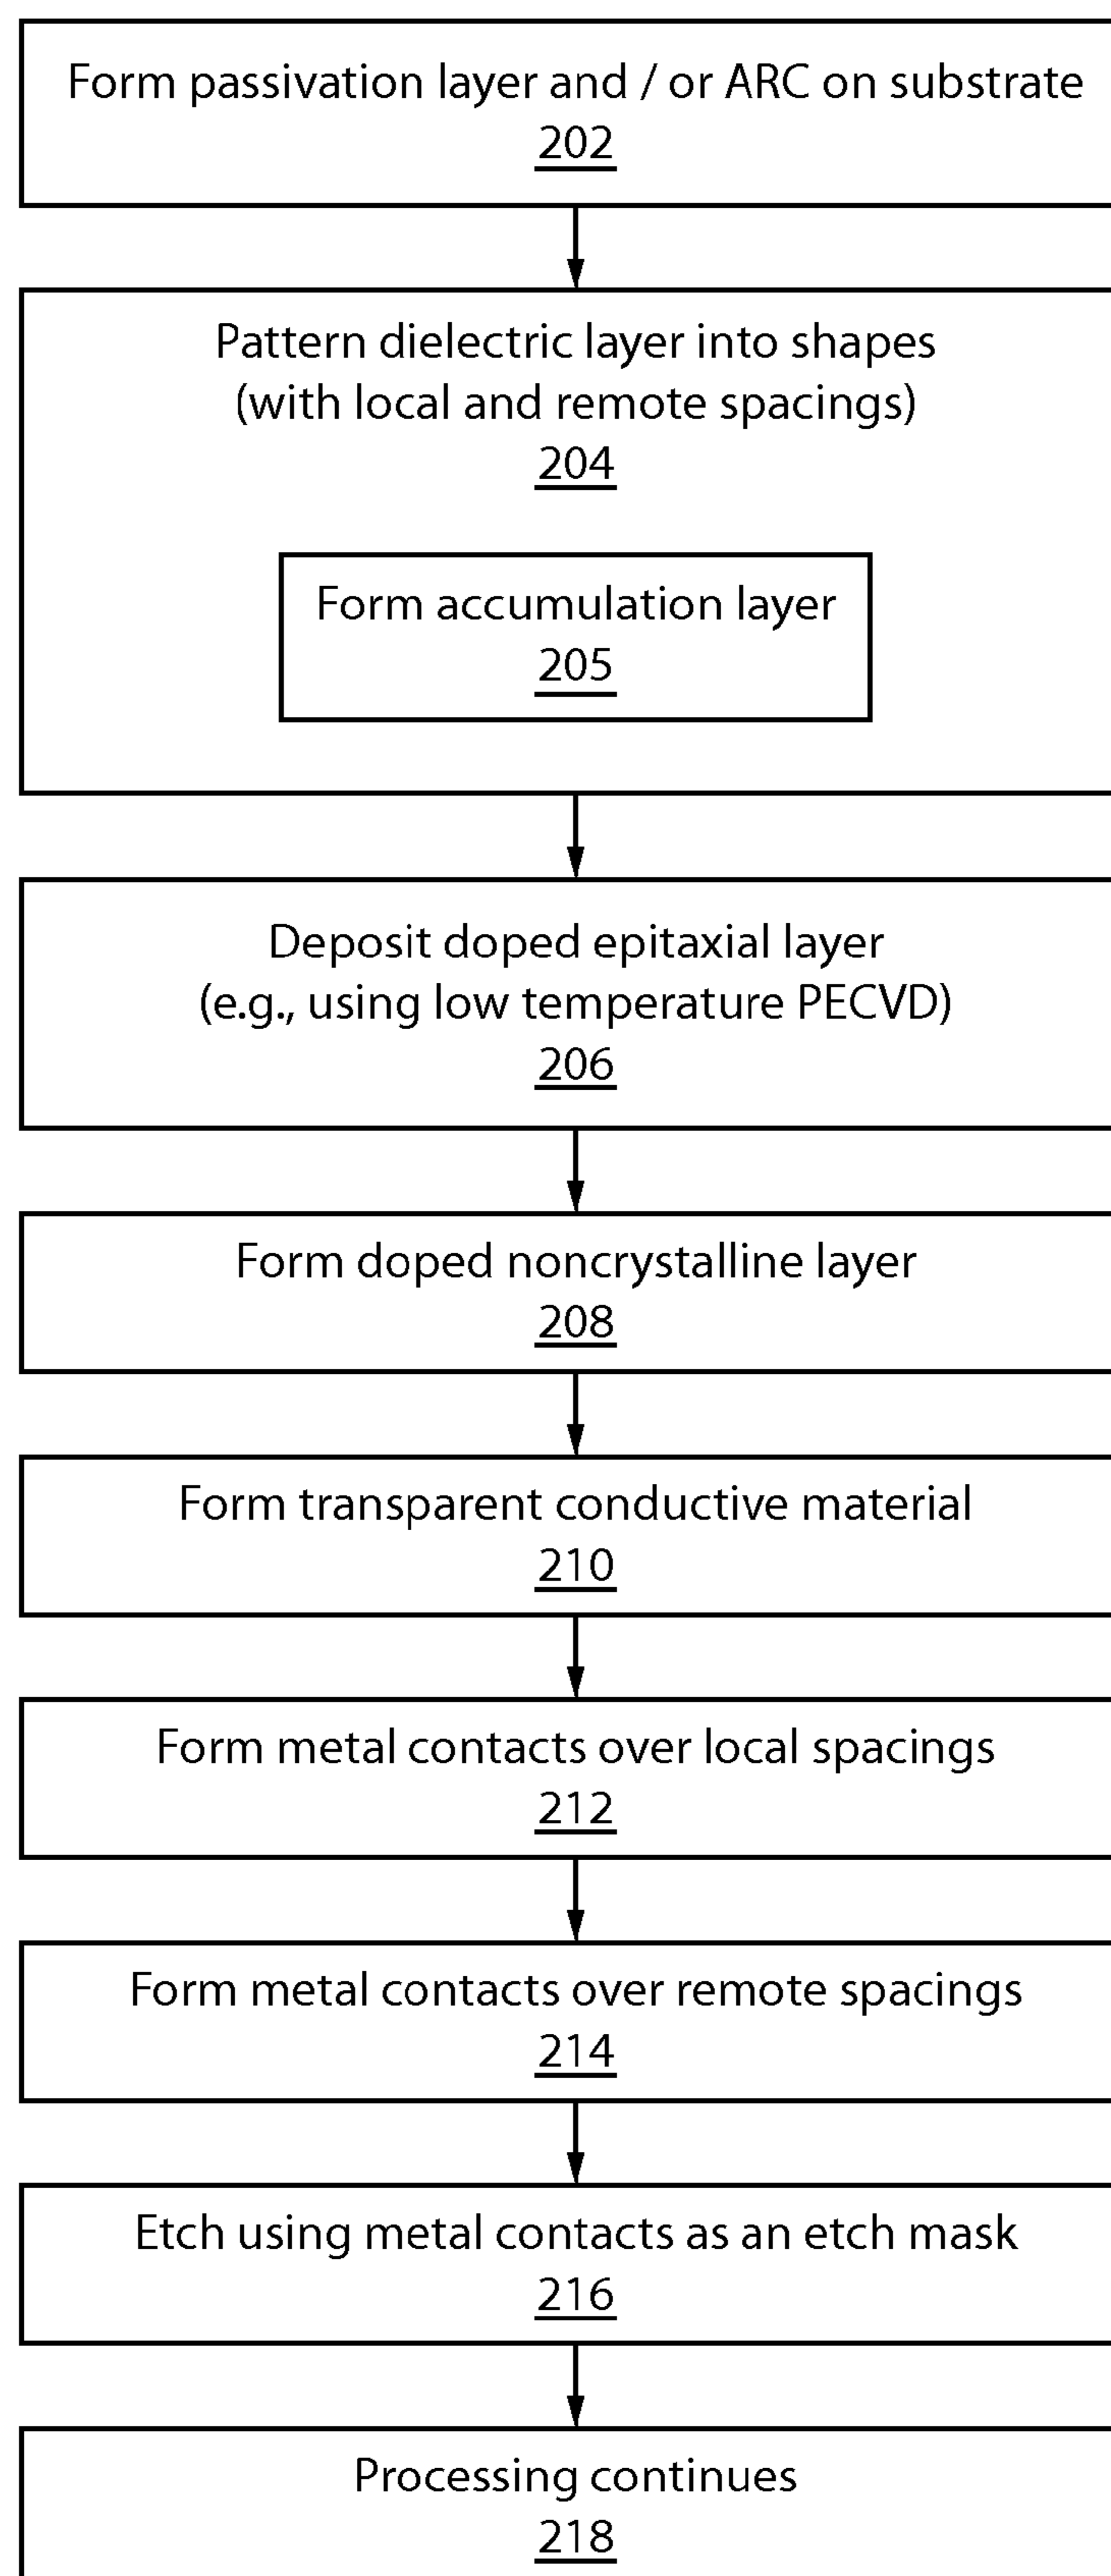 Form passivation layer and / or ARC on substrate
202
Pattern dielectric layer into shapes
(with local and remote spacings)
204
Form accumulation layer
205
Deposit doped epitaxial layer
(e.g., using low temperature PECVD)
206
Form doped noncrystalline layer
208
Form transparent conductive material
210
Form metal contacts over local spacings
212
Form metal contacts over remote spacings
214
Etch using metal contacts as an etch mask
216
Processing continues
218